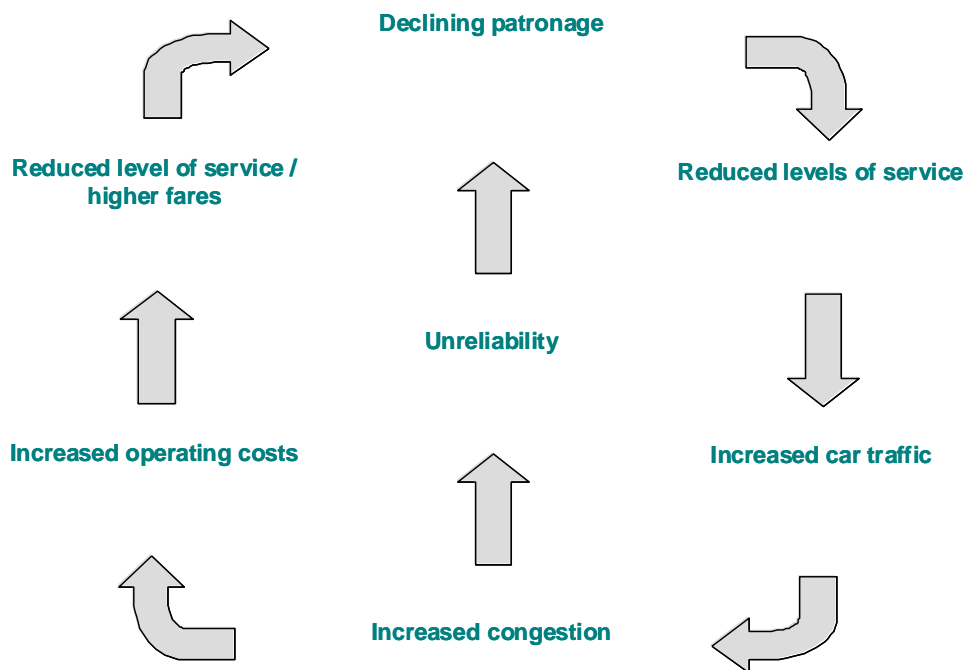 Declining patronage
Reduced level of service /
higher fares
Reduced levels of service
Unreliability
Increased operating costs
Increased car traffic
Increased congestion